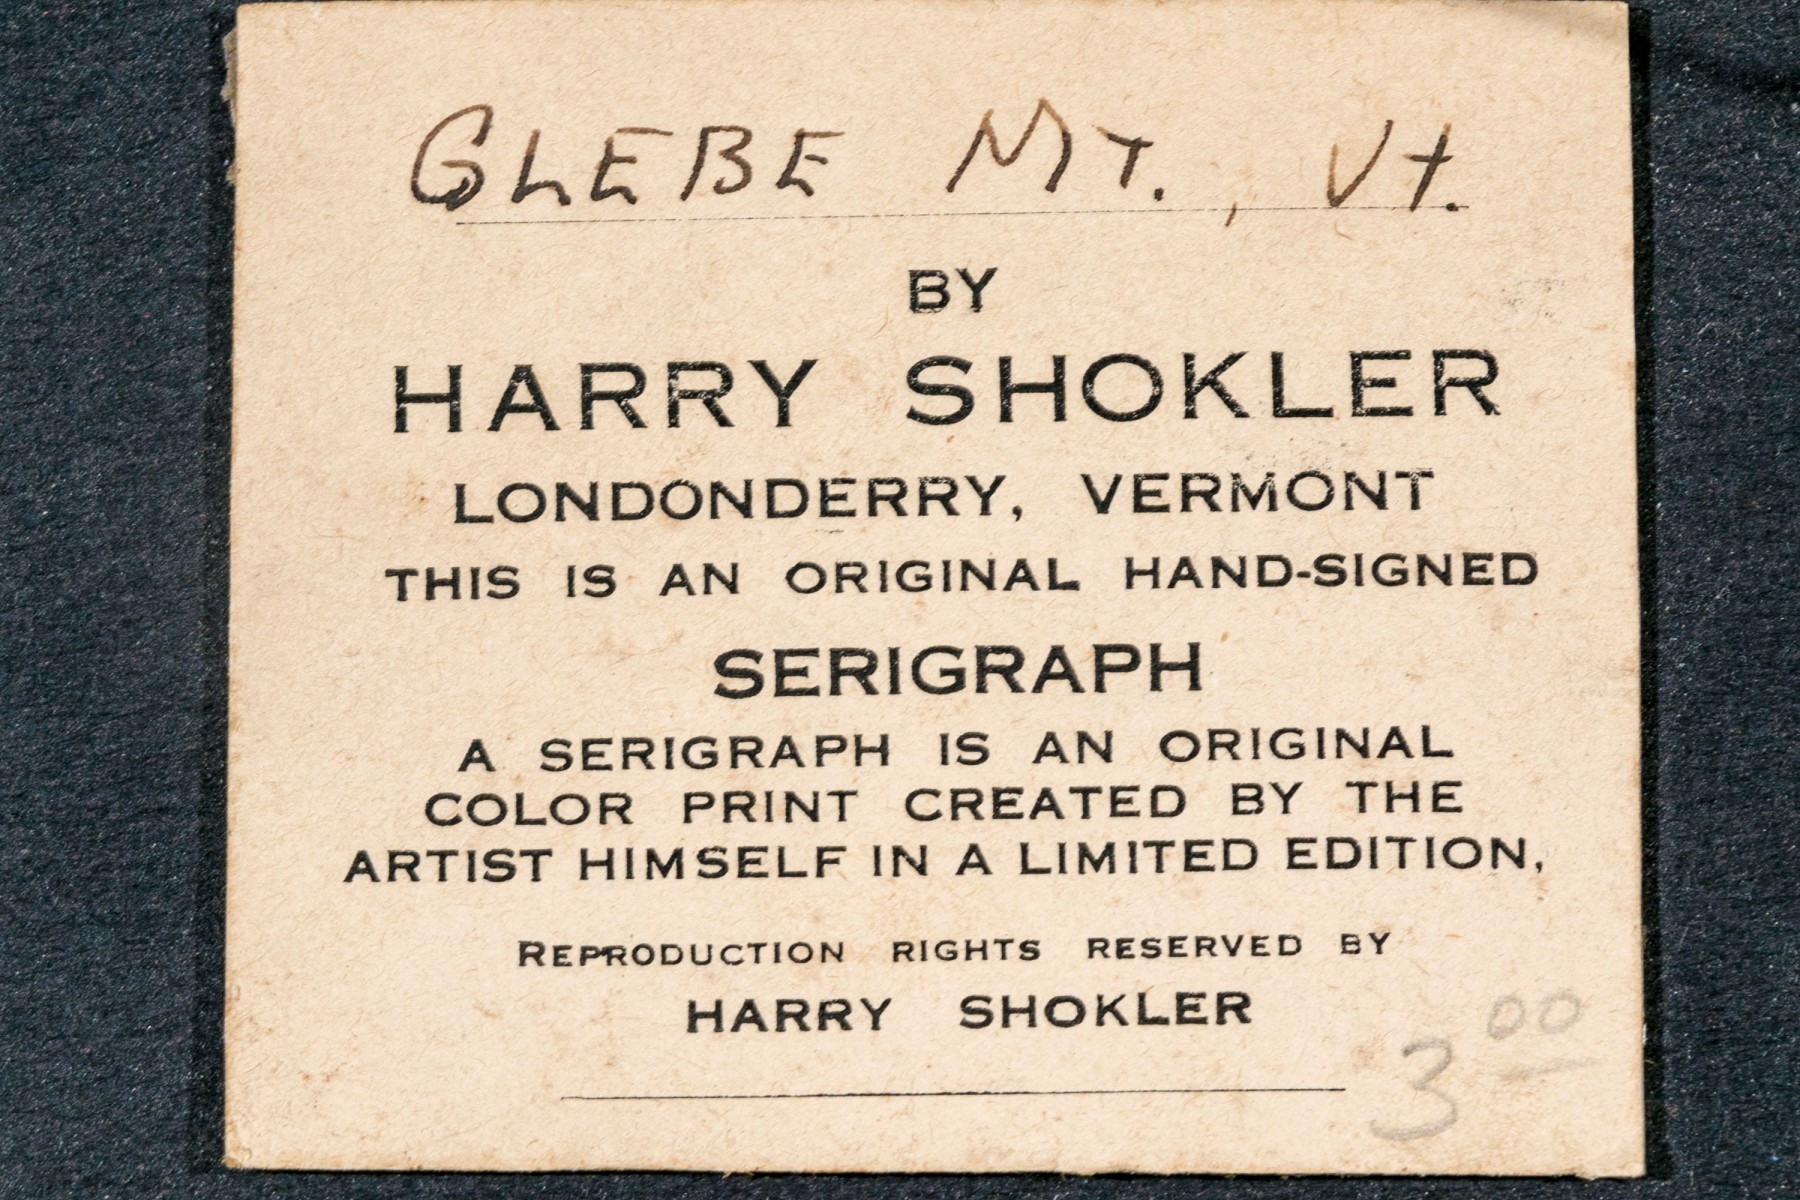 GLEBE MT., Vt.
BY
HARRY SHOKLER
LONDONDERRY, VERMONT
THIS IS AN ORIGINAL HAND-SIGNED
SERIGRAPH
A SERIGRAPH IS AN ORIGINAL
COLOR PRINT CREATED BY THE
ARTIST HIMSELF IN A LIMITED EDITION,
REPRODUCTION RIGHTS RESERVED BY
HARRY SHOKLER
3 00